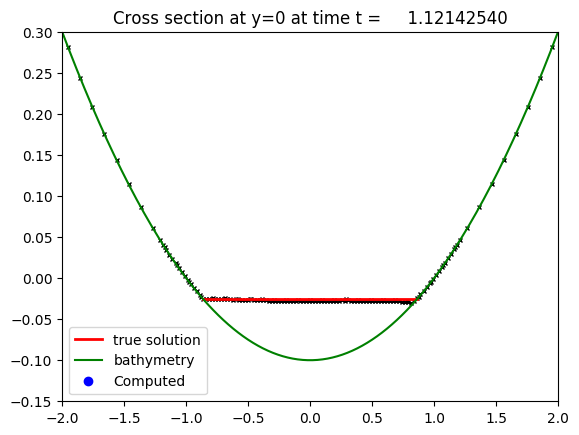 Cross section at y=0 at time t =     1.12142540
0.30
0.25
0.20
0.15
0.10
0.05
0.00
−0.05
−0.10
−0.15
true solution
bathymetry
Computed
−2.0 −1.5 −1.0 −0.5 0.0 0.5 1.0 1.5 2.0